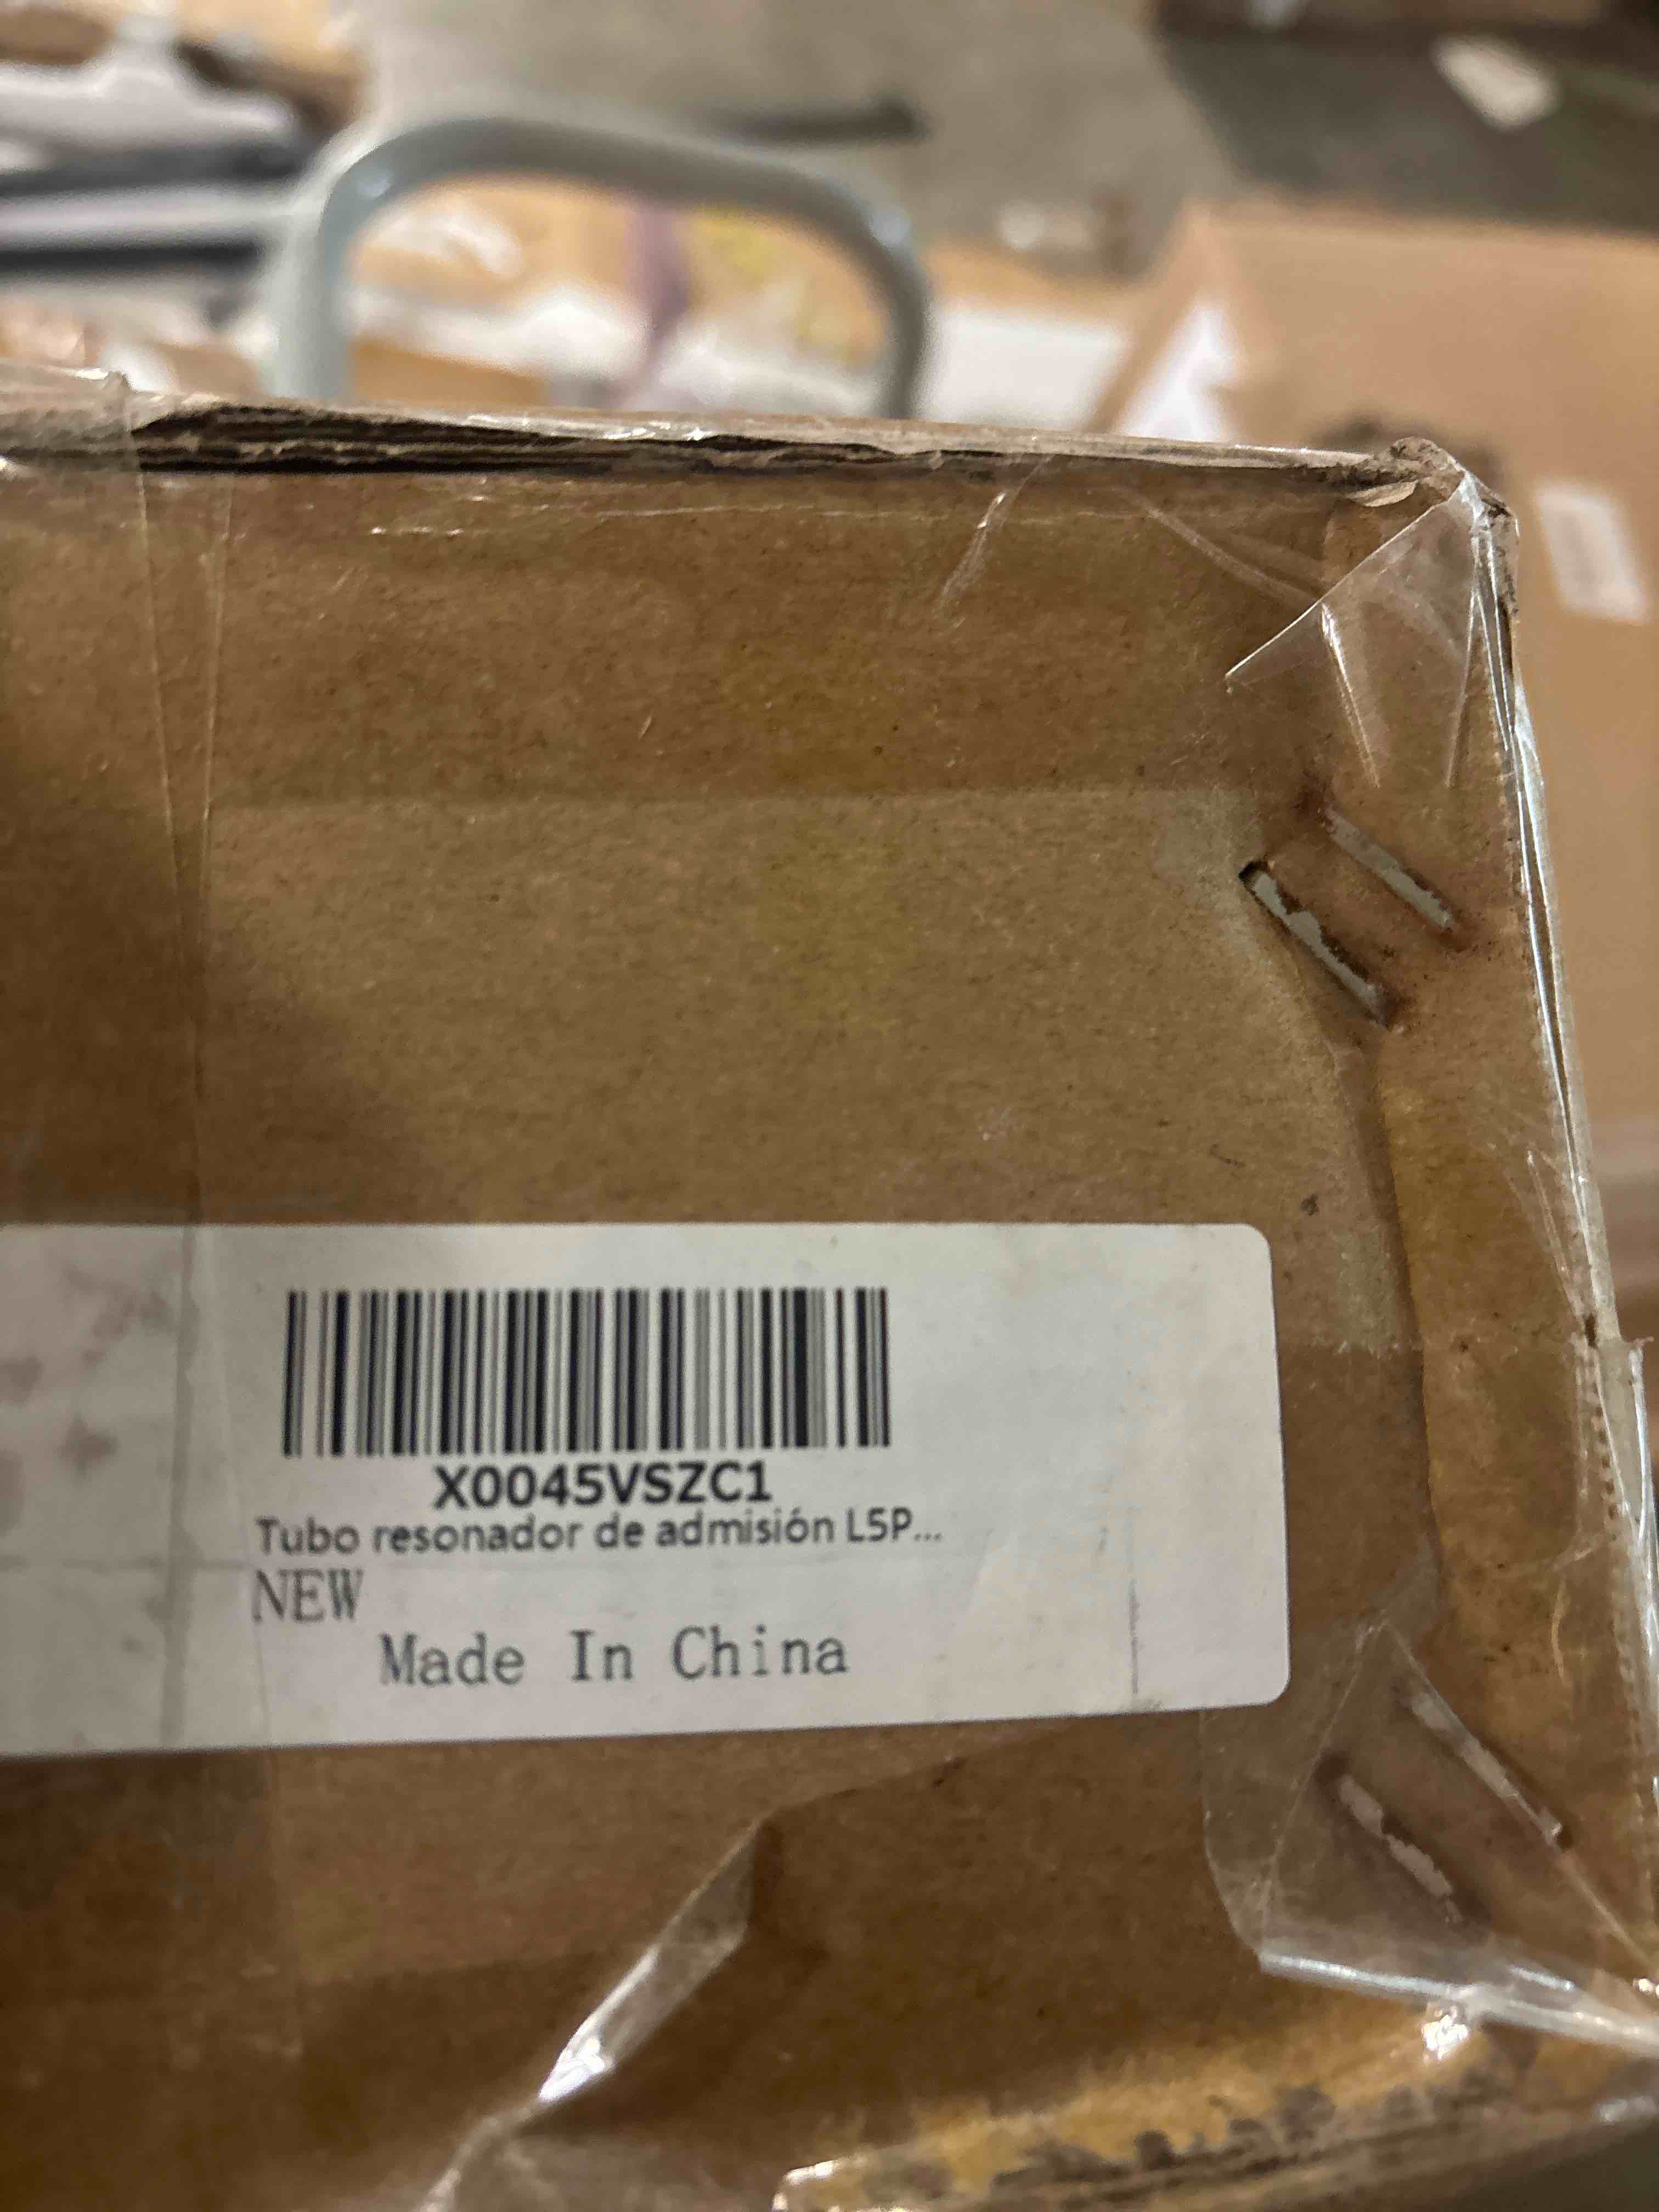 X0045VSZC1
Tubo resonador de admisión L5P...
NEW
Made In China